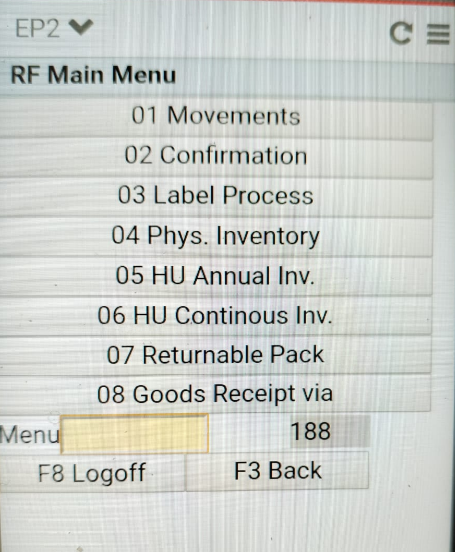 EP2
RF Main Menu
01 Movements
02 Confirmation
03 Label Process
04 Phys. Inventory
05 HU Annual Inv.
06 HU Continous Inv.
07 Returnable Pack
08 Goods Receipt via
Menu 188
F8 Logoff F3 Back